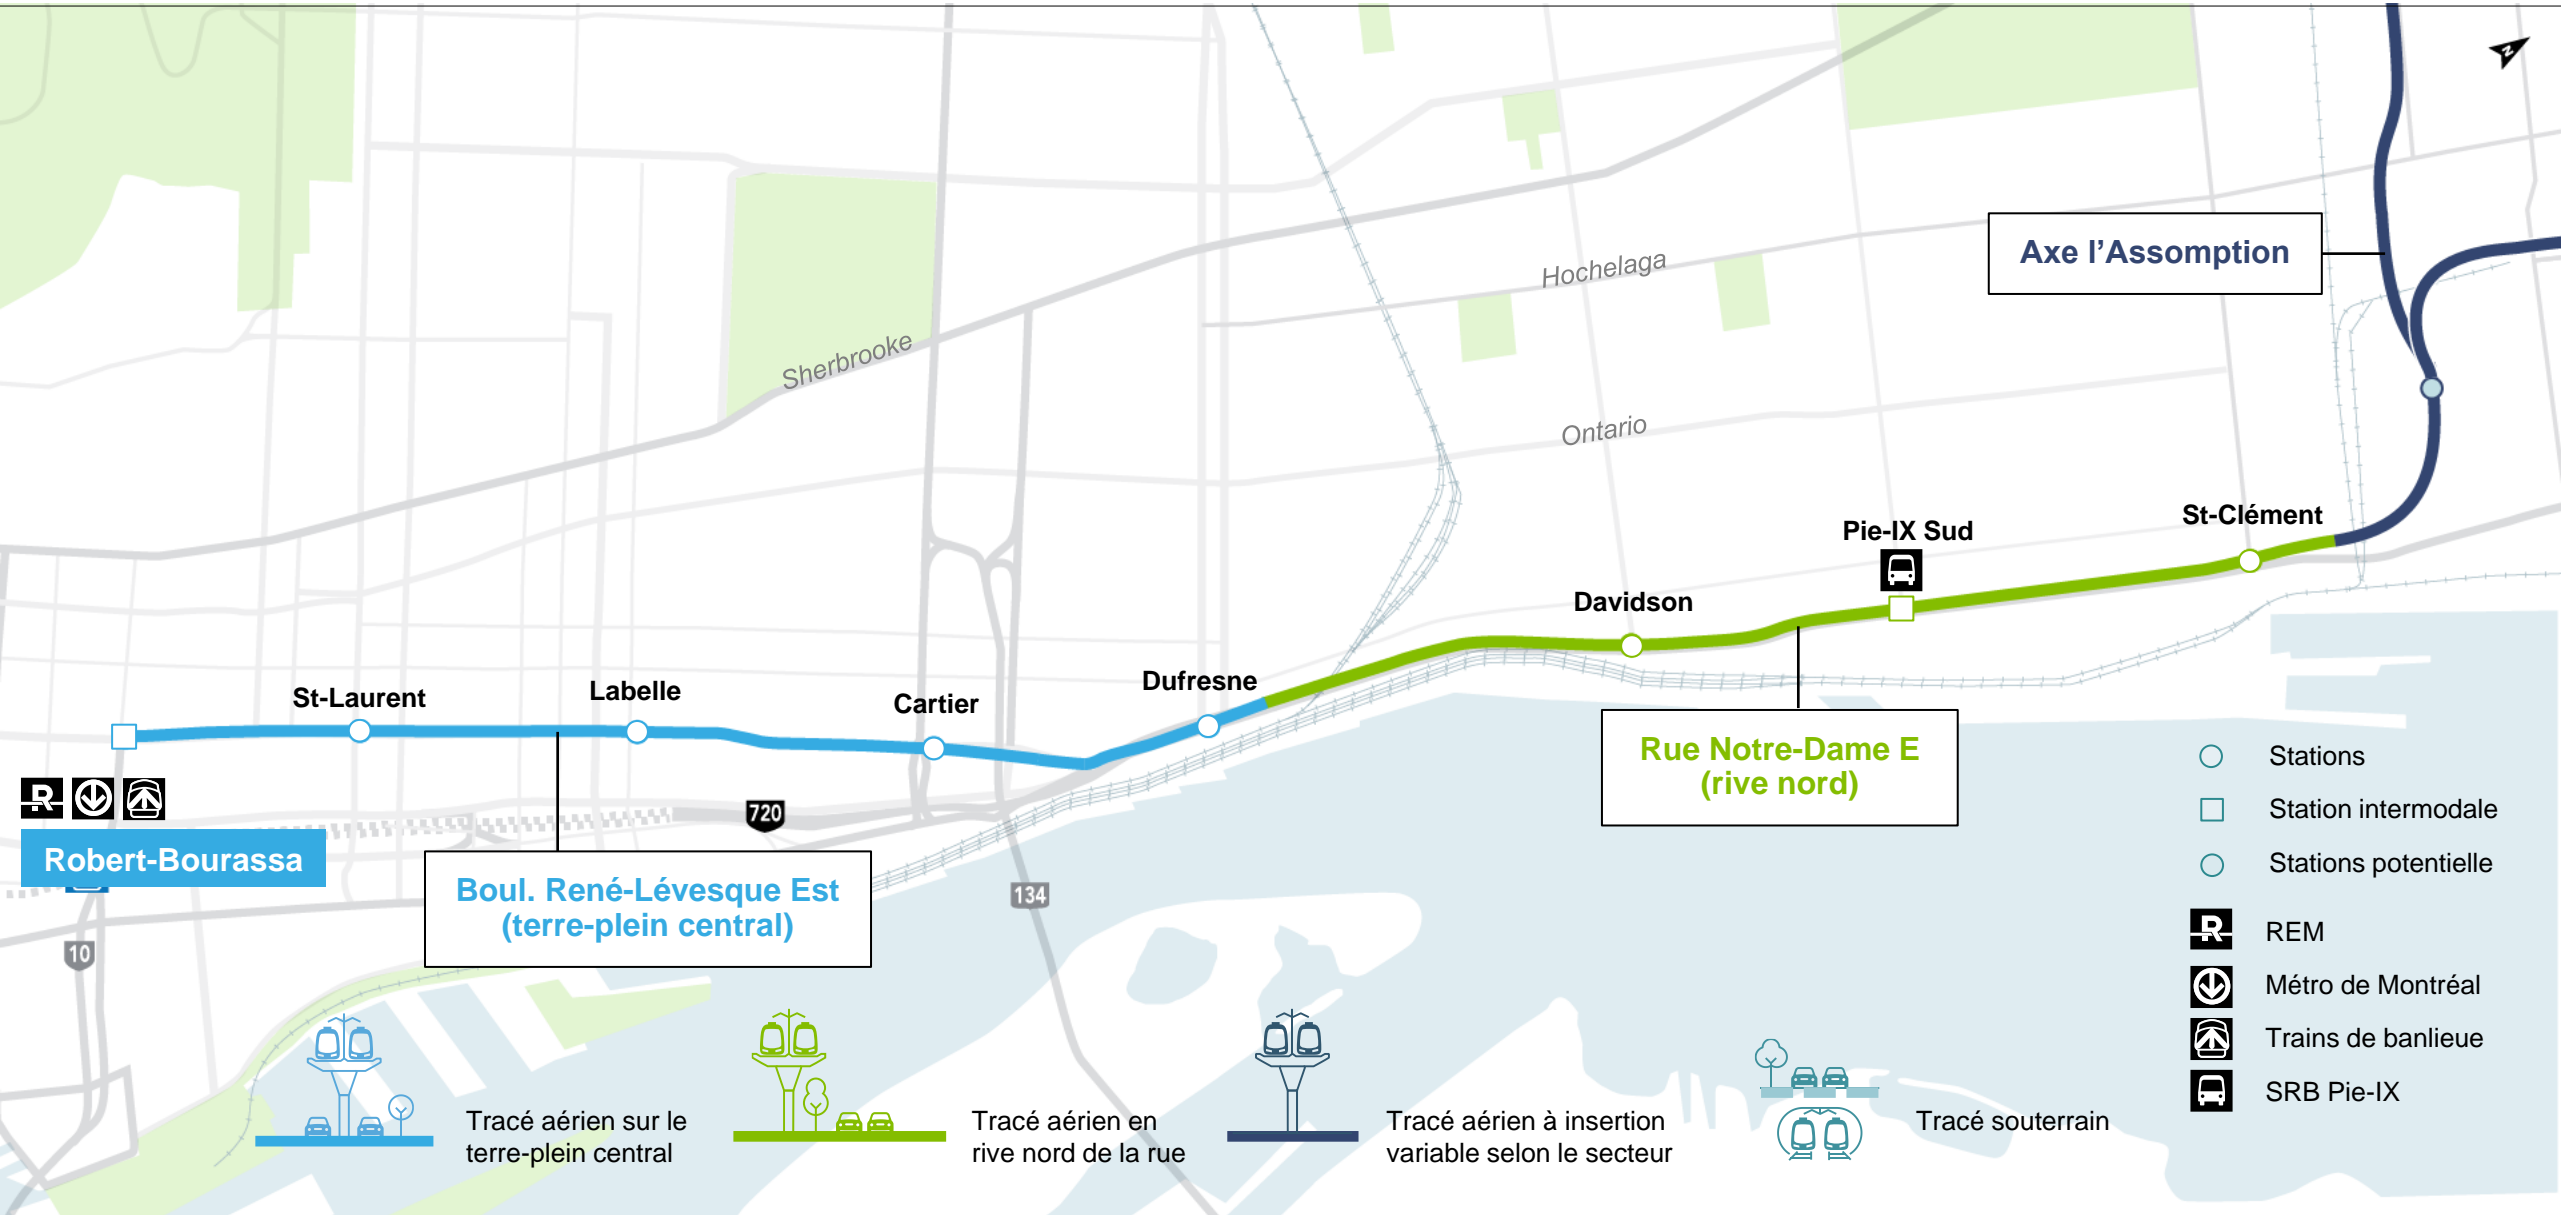 N
Axe l'Assomption
Hochelaga
Sherbrooke
Ontario
St-Clément
Pie-IX Sud
Davidson
Dufresne
Cartier
Labelle
St-Laurent
R
Robert-Bourassa
720
Boul. René-Lévesque Est
(terre-plein central)
Rue Notre-Dame E
(rive nord)
134
10
Stations
Station intermodale
Stations potentielle
R REM
Métro de Montréal
Trains de banlieue
SRB Pie-IX
Tracé aérien sur le
terre-plein central
Tracé aérien en
rive nord de la rue
Tracé aérien à insertion
variable selon le secteur
Tracé souterrain